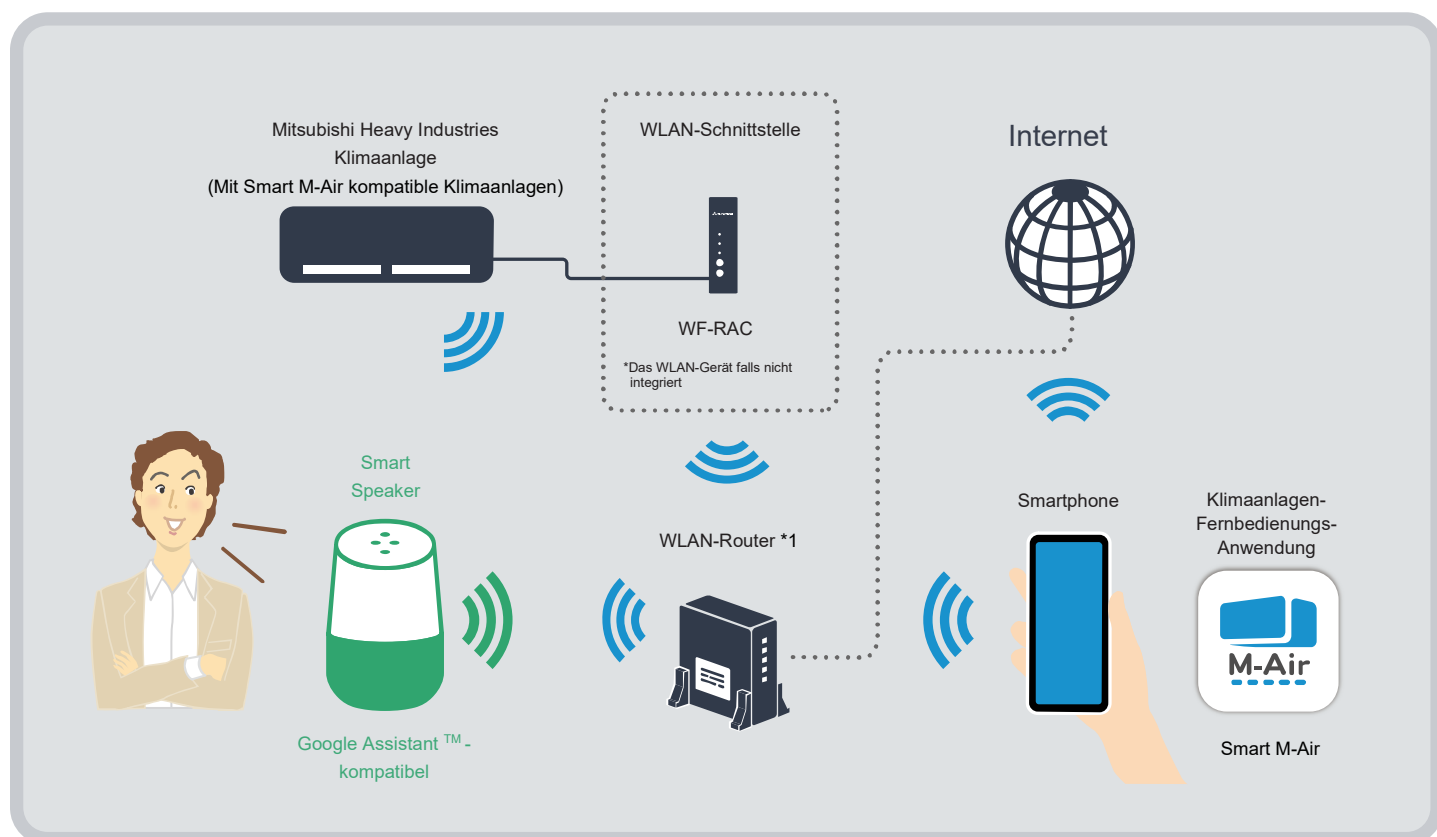 Mitsubishi Heavy Industries
Klimaanlage
(Mit Smart M-Air kompatible Klimaanlagen)
WLAN-Schnittstelle
WF-RAC
*Das WLAN-Gerät falls nicht
integriert
Internet
Smart
Speaker
Google Assistant ™ -
kompatibel
WLAN-Router *1
Smartphone
Klimaanlagen-
Fernbedienungs-
Anwendung
M-Air
Smart M-Air